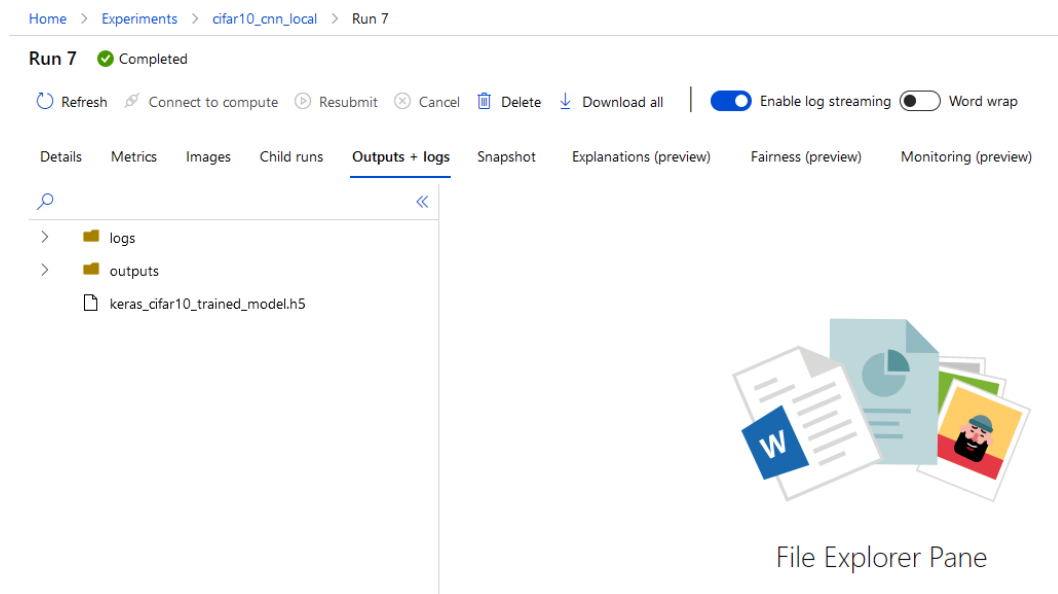 Home > Experiments > cifar10_cnn_local > Run 7
Run 7 Completed
Refresh Connect to compute Resubmit Cancel Delete Download all Enable log streaming Word wrap
Details Metrics Images Child runs Outputs + logs Snapshot Explanations (preview) Fairness (preview) Monitoring (preview)
logs
outputs
keras_cifar10_trained_model.h5
W
File Explorer Pane